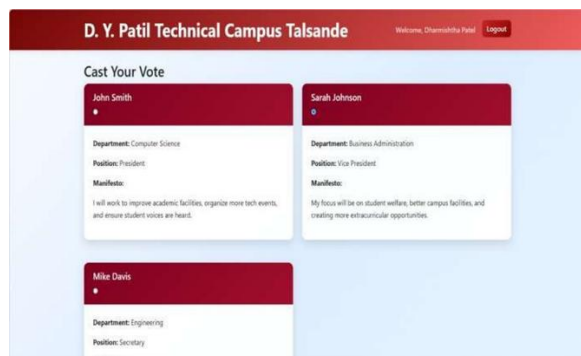 D. Y. Patil Technical Campus Talsande
Welcome, Dharmishtha Patel
Logout
Cast Your Vote
John Smith
Department: Computer Science
Position: President
Manifesto:
I will work to improve academic facilities, organize more tech events,
and ensure student voices are heard.
Sarah Johnson
Department: Business Administration
Position: Vice President
Manifesto:
My focus will be on student welfare, better campus facilities, and
creating more extracurricular opportunities.
Mike Davis
Department: Engineering
Position: Secretary